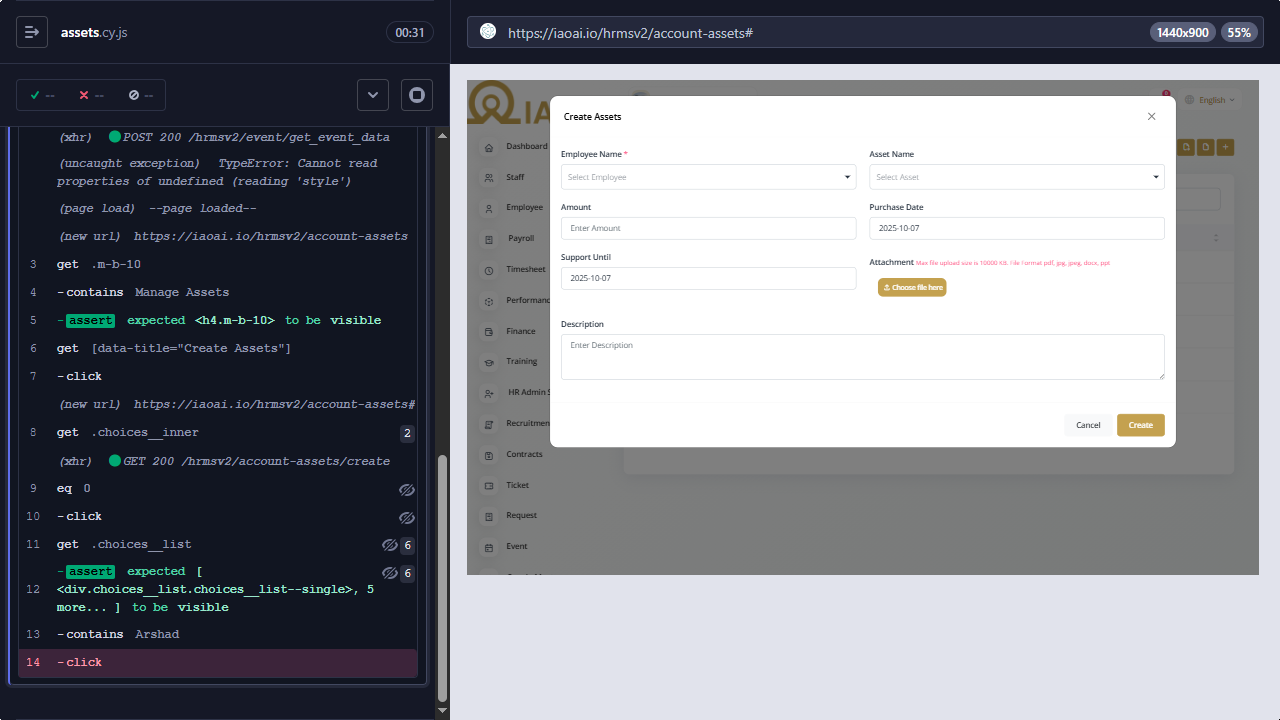 assets.cy.js
00:31
https://iaoai.io/hrmsv2/account-assets#
1440x900
55%
--
--
--
(xhr) POST 200 /hrmsv2/event/get_event_data
(uncaught exception) TypeError: Cannot read
properties of undefined (reading 'style')
(page load) --page loaded--
(new url) https://iaoai.io/hrmsv2/account-assets
3 get .m-b-10
4 -contains Manage Assets
5 -assert expected <h4.m-b-10> to be visible
6 get [data-title="Create Assets"]
7 -click
(new url) https://iaoai.io/hrmsv2/account-assets#
8 get .choices__inner 2
(xhr) GET 200 /hrmsv2/account-assets/create
9 eq 0
10 -click
11 get .choices__list 6
-assert expected [ 6
12 <div.choices__list.choices__list--single>, 5
more... ] to be visible
13 -contains Arshad
14 -click
English
Dashboard
Staff
Employee
Payroll
Timesheet
Finance
Training
HR Admin
Contracts
Ticket
Request
Event
Create Assets
Employee Name *
Asset Name
Select Employee
Select Asset
Amount
Purchase Date
Enter Amount
2025-10-07
Support Until
Attachment Max file upload size is 10000 KB. File Format pdf, jpg, jpeg, docx, ppt
2025-10-07
Choose file here
Description
Enter Description
Cancel
Create